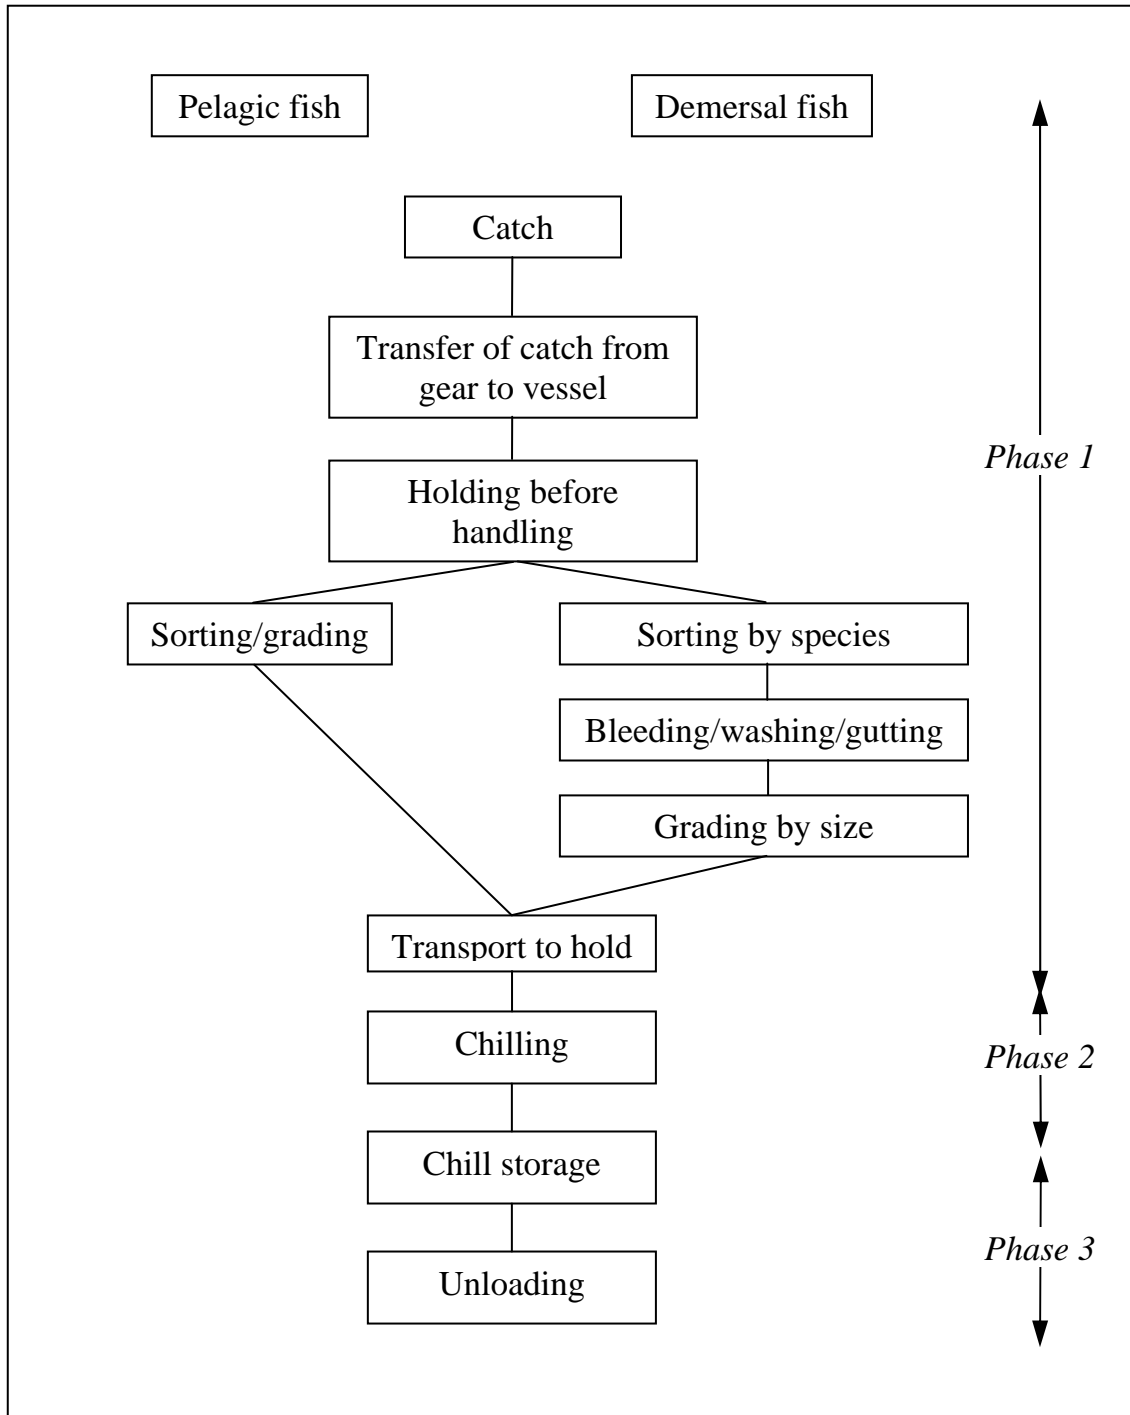 Pelagic fish
Demersal fish
Catch
Transfer of catch from
gear to vessel
Phase 1
Holding before
handling
Sorting/grading
Sorting by species
Bleeding/washing/gutting
Grading by size
Transport to hold
Chilling
Phase 2
Chill storage
Phase 3
Unloading